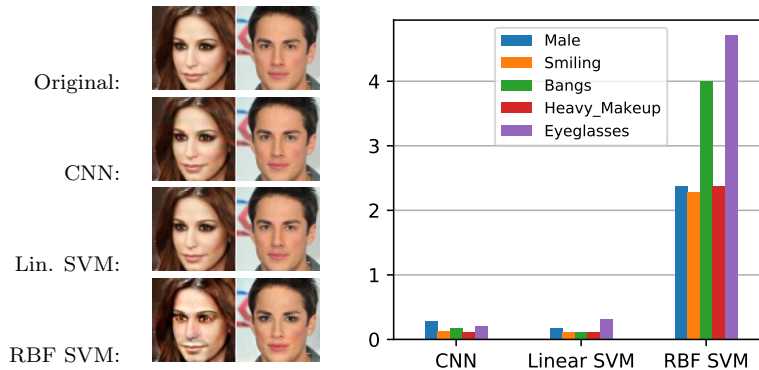 Original:
CNN:
Lin. SVM:
RBF SVM:
Male
Smiling
Bangs
Heavy_Makeup
Eyeglasses
4
3
2
1
0
CNN Linear SVM RBF SVM